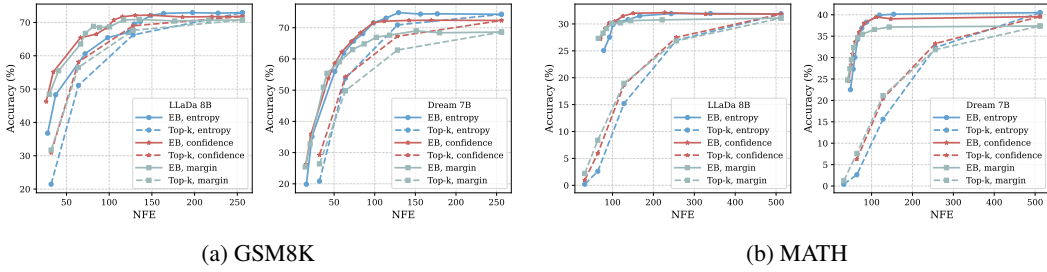 Accuracy (%)
70
60
50
40
30
20
LLaDa 8B
EB, entropy
Top-k, entropy
EB, confidence
Top-k, confidence
EB, margin
Top-k, margin
50
100
150
200
250
NFE
Accuracy (%)
70
60
50
40
30
20
Dream 7B
EB, entropy
Top-k, entropy
EB, confidence
Top-k, confidence
EB, margin
Top-k, margin
0
50
100
150
200
250
NFE
(a) GSM8K
Accuracy (%)
30
25
20
15
10
5
0
LLaDa 8B
EB, entropy
Top-k, entropy
EB, confidence
Top-k, confidence
EB, margin
Top-k, margin
100
200
300
400
500
NFE
Accuracy (%)
40
35
30
25
20
15
10
5
0
Dream 7B
EB, entropy
Top-k, entropy
EB, confidence
Top-k, confidence
EB, margin
Top-k, margin
0
100
200
300
400
500
NFE
(b) MATH